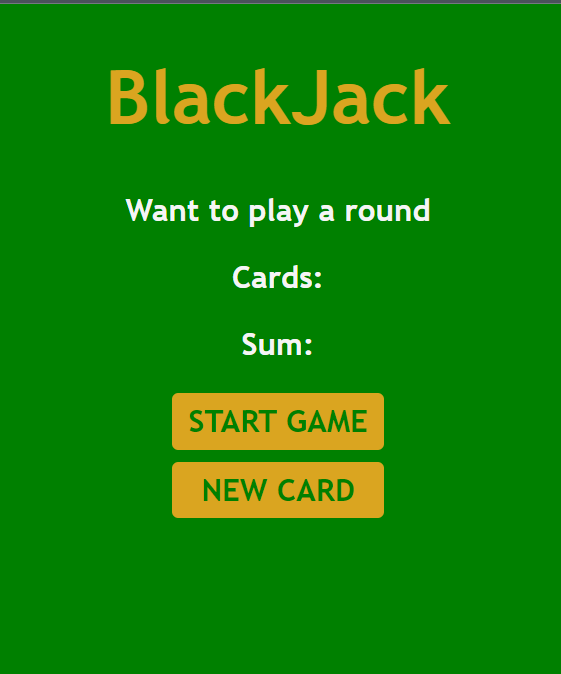 BlackJack
Want to play a round
Cards:
Sum:
START GAME
NEW CARD